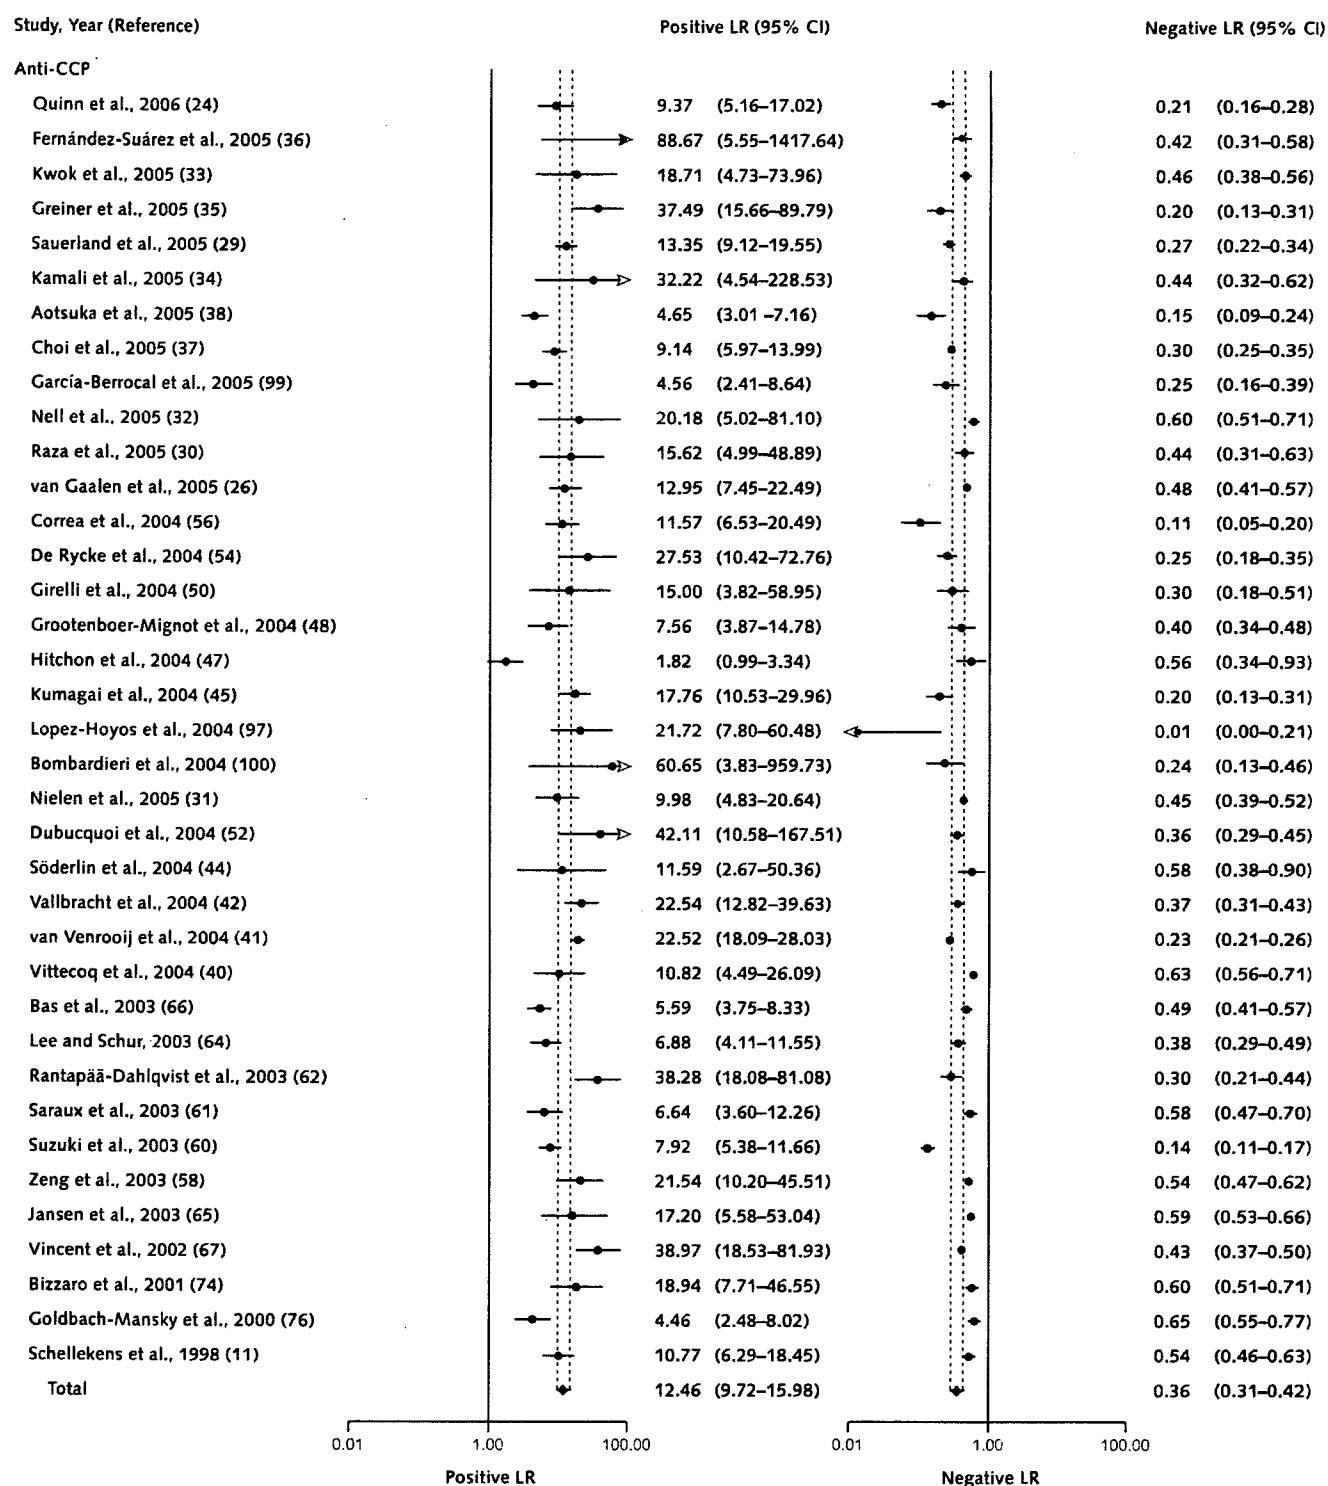 Study, Year (Reference) Positive LR (95% CI) Negative LR (95% CI)
Anti-CCP
Quinn et al., 2006 (24) 9.37 (5.16–17.02) 0.21 (0.16–0.28)
Fernández-Suárez et al., 2005 (36) 88.67 (5.55–1417.64) 0.42 (0.31–0.58)
Kwok et al., 2005 (33) 18.71 (4.73–73.96) 0.46 (0.38–0.56)
Greiner et al., 2005 (35) 37.49 (15.66–89.79) 0.20 (0.13–0.31)
Sauerland et al., 2005 (29) 13.35 (9.12–19.55) 0.27 (0.22–0.34)
Kamali et al., 2005 (34) 32.22 (4.54–228.53) 0.44 (0.32–0.62)
Aotsuka et al., 2005 (38) 4.65 (3.01 –7.16) 0.15 (0.09–0.24)
Choi et al., 2005 (37) 9.14 (5.97–13.99) 0.30 (0.25–0.35)
García-Berrocal et al., 2005 (99) 4.56 (2.41–8.64) 0.25 (0.16–0.39)
Nell et al., 2005 (32) 20.18 (5.02–81.10) 0.60 (0.51–0.71)
Raza et al., 2005 (30) 15.62 (4.99–48.89) 0.44 (0.31–0.63)
van Gaalen et al., 2005 (26) 12.95 (7.45–22.49) 0.48 (0.41–0.57)
Correa et al., 2004 (56) 11.57 (6.53–20.49) 0.11 (0.05–0.20)
De Rycke et al., 2004 (54) 27.53 (10.42–72.76) 0.25 (0.18–0.35)
Girelli et al., 2004 (50) 15.00 (3.82–58.95) 0.30 (0.18–0.51)
Grootenboer-Mignot et al., 2004 (48) 7.56 (3.87–14.78) 0.40 (0.34–0.48)
Hitchon et al., 2004 (47) 1.82 (0.99–3.34) 0.56 (0.34–0.93)
Kumagai et al., 2004 (45) 17.76 (10.53–29.96) 0.20 (0.13–0.31)
Lopez-Hoyos et al., 2004 (97) 21.72 (7.80–60.48) 0.01 (0.00–0.21)
Bombardieri et al., 2004 (100) 60.65 (3.83–959.73) 0.24 (0.13–0.46)
Nielen et al., 2005 (31) 9.98 (4.83–20.64) 0.45 (0.39–0.52)
Dubucquoi et al., 2004 (52) 42.11 (10.58–167.51) 0.36 (0.29–0.45)
Söderlin et al., 2004 (44) 11.59 (2.67–50.36) 0.58 (0.38–0.90)
Vallbracht et al., 2004 (42) 22.54 (12.82–39.63) 0.37 (0.31–0.43)
van Venrooij et al., 2004 (41) 22.52 (18.09–28.03) 0.23 (0.21–0.26)
Vittecoq et al., 2004 (40) 10.82 (4.49–26.09) 0.63 (0.56–0.71)
Bas et al., 2003 (66) 5.59 (3.75–8.33) 0.49 (0.41–0.57)
Lee and Schur, 2003 (64) 6.88 (4.11–11.55) 0.38 (0.29–0.49)
Rantapää-Dahlqvist et al., 2003 (62) 38.28 (18.08–81.08) 0.30 (0.21–0.44)
Saraux et al., 2003 (61) 6.64 (3.60–12.26) 0.58 (0.47–0.70)
Suzuki et al., 2003 (60) 7.92 (5.38–11.66) 0.14 (0.11–0.17)
Zeng et al., 2003 (58) 21.54 (10.20–45.51) 0.54 (0.47–0.62)
Jansen et al., 2003 (65) 17.20 (5.58–53.04) 0.59 (0.53–0.66)
Vincent et al., 2002 (67) 38.97 (18.53–81.93) 0.43 (0.37–0.50)
Bizzaro et al., 2001 (74) 18.94 (7.71–46.55) 0.60 (0.51–0.71)
Goldbach-Mansky et al., 2000 (76) 4.46 (2.48–8.02) 0.65 (0.55–0.77)
Schellekens et al., 1998 (11) 10.77 (6.29–18.45) 0.54 (0.46–0.63)
Total 12.46 (9.72–15.98) 0.36 (0.31–0.42)
0.01 1.00 100.00 0.01 1.00 100.00
Positive LR Negative LR